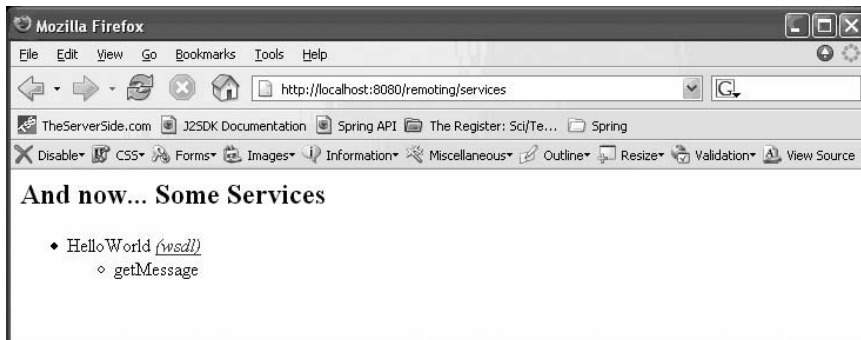 Mozilla Firefox
File Edit View Go Bookmarks Tools Help
http://localhost:8080/remoting/services G
TheServerSide.com J2SDK Documentation Spring API The Register: Sci/Te... Spring
Disable CSS Forms Images Information Miscellaneous Outline Resize Validation View Source
And now... Some Services
HelloWorld (wsdl)
getMessage